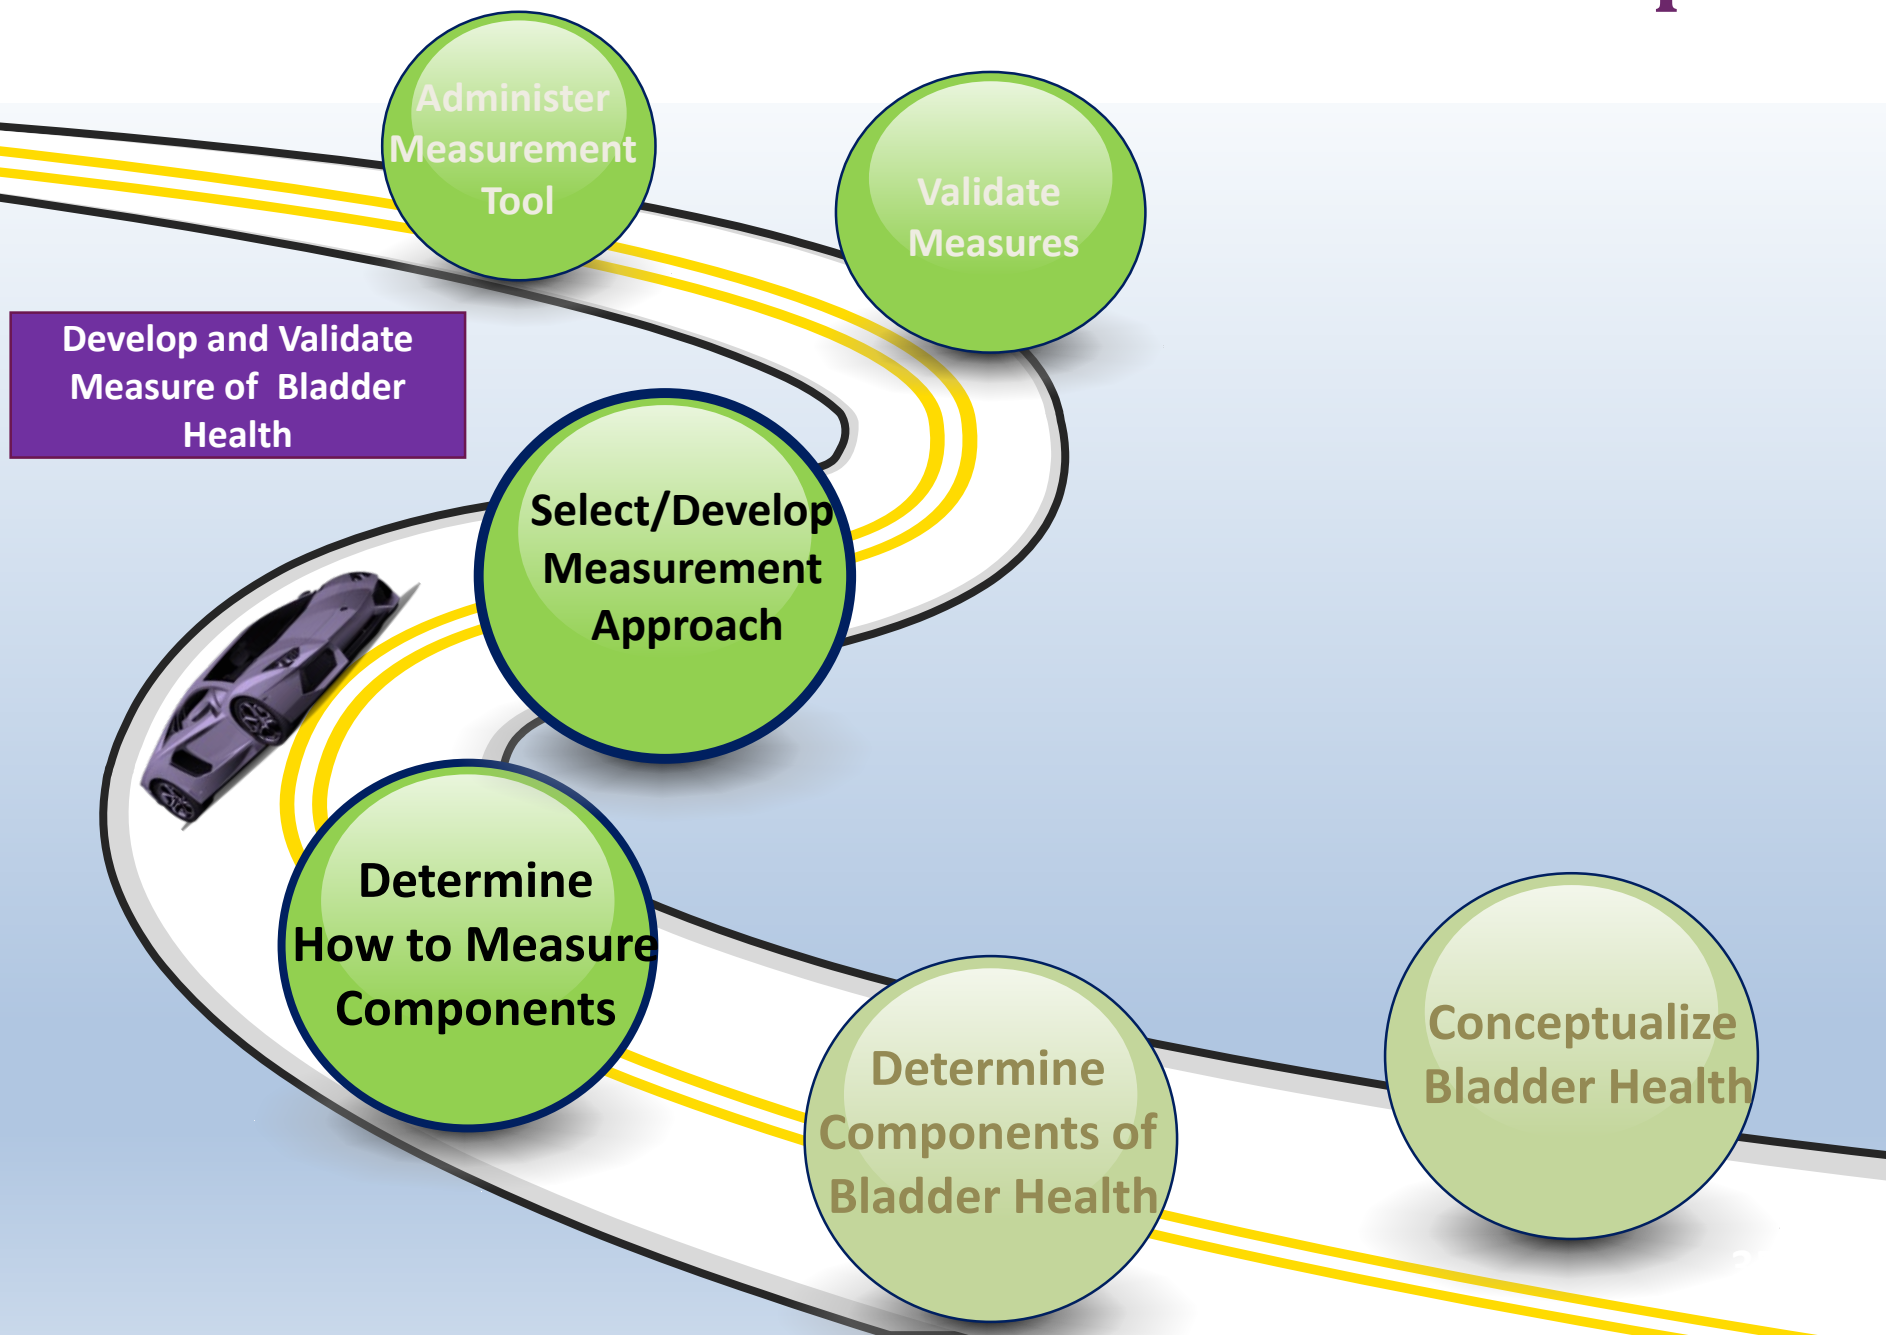 Administer
Measurement
Tool
Validate
Measures
Develop and Validate
Measure of Bladder
Health
Select/Develop
Measurement
Approach
Determine
How to Measure
Components
Determine
Components of
Bladder Health
Conceptualize
Bladder Health